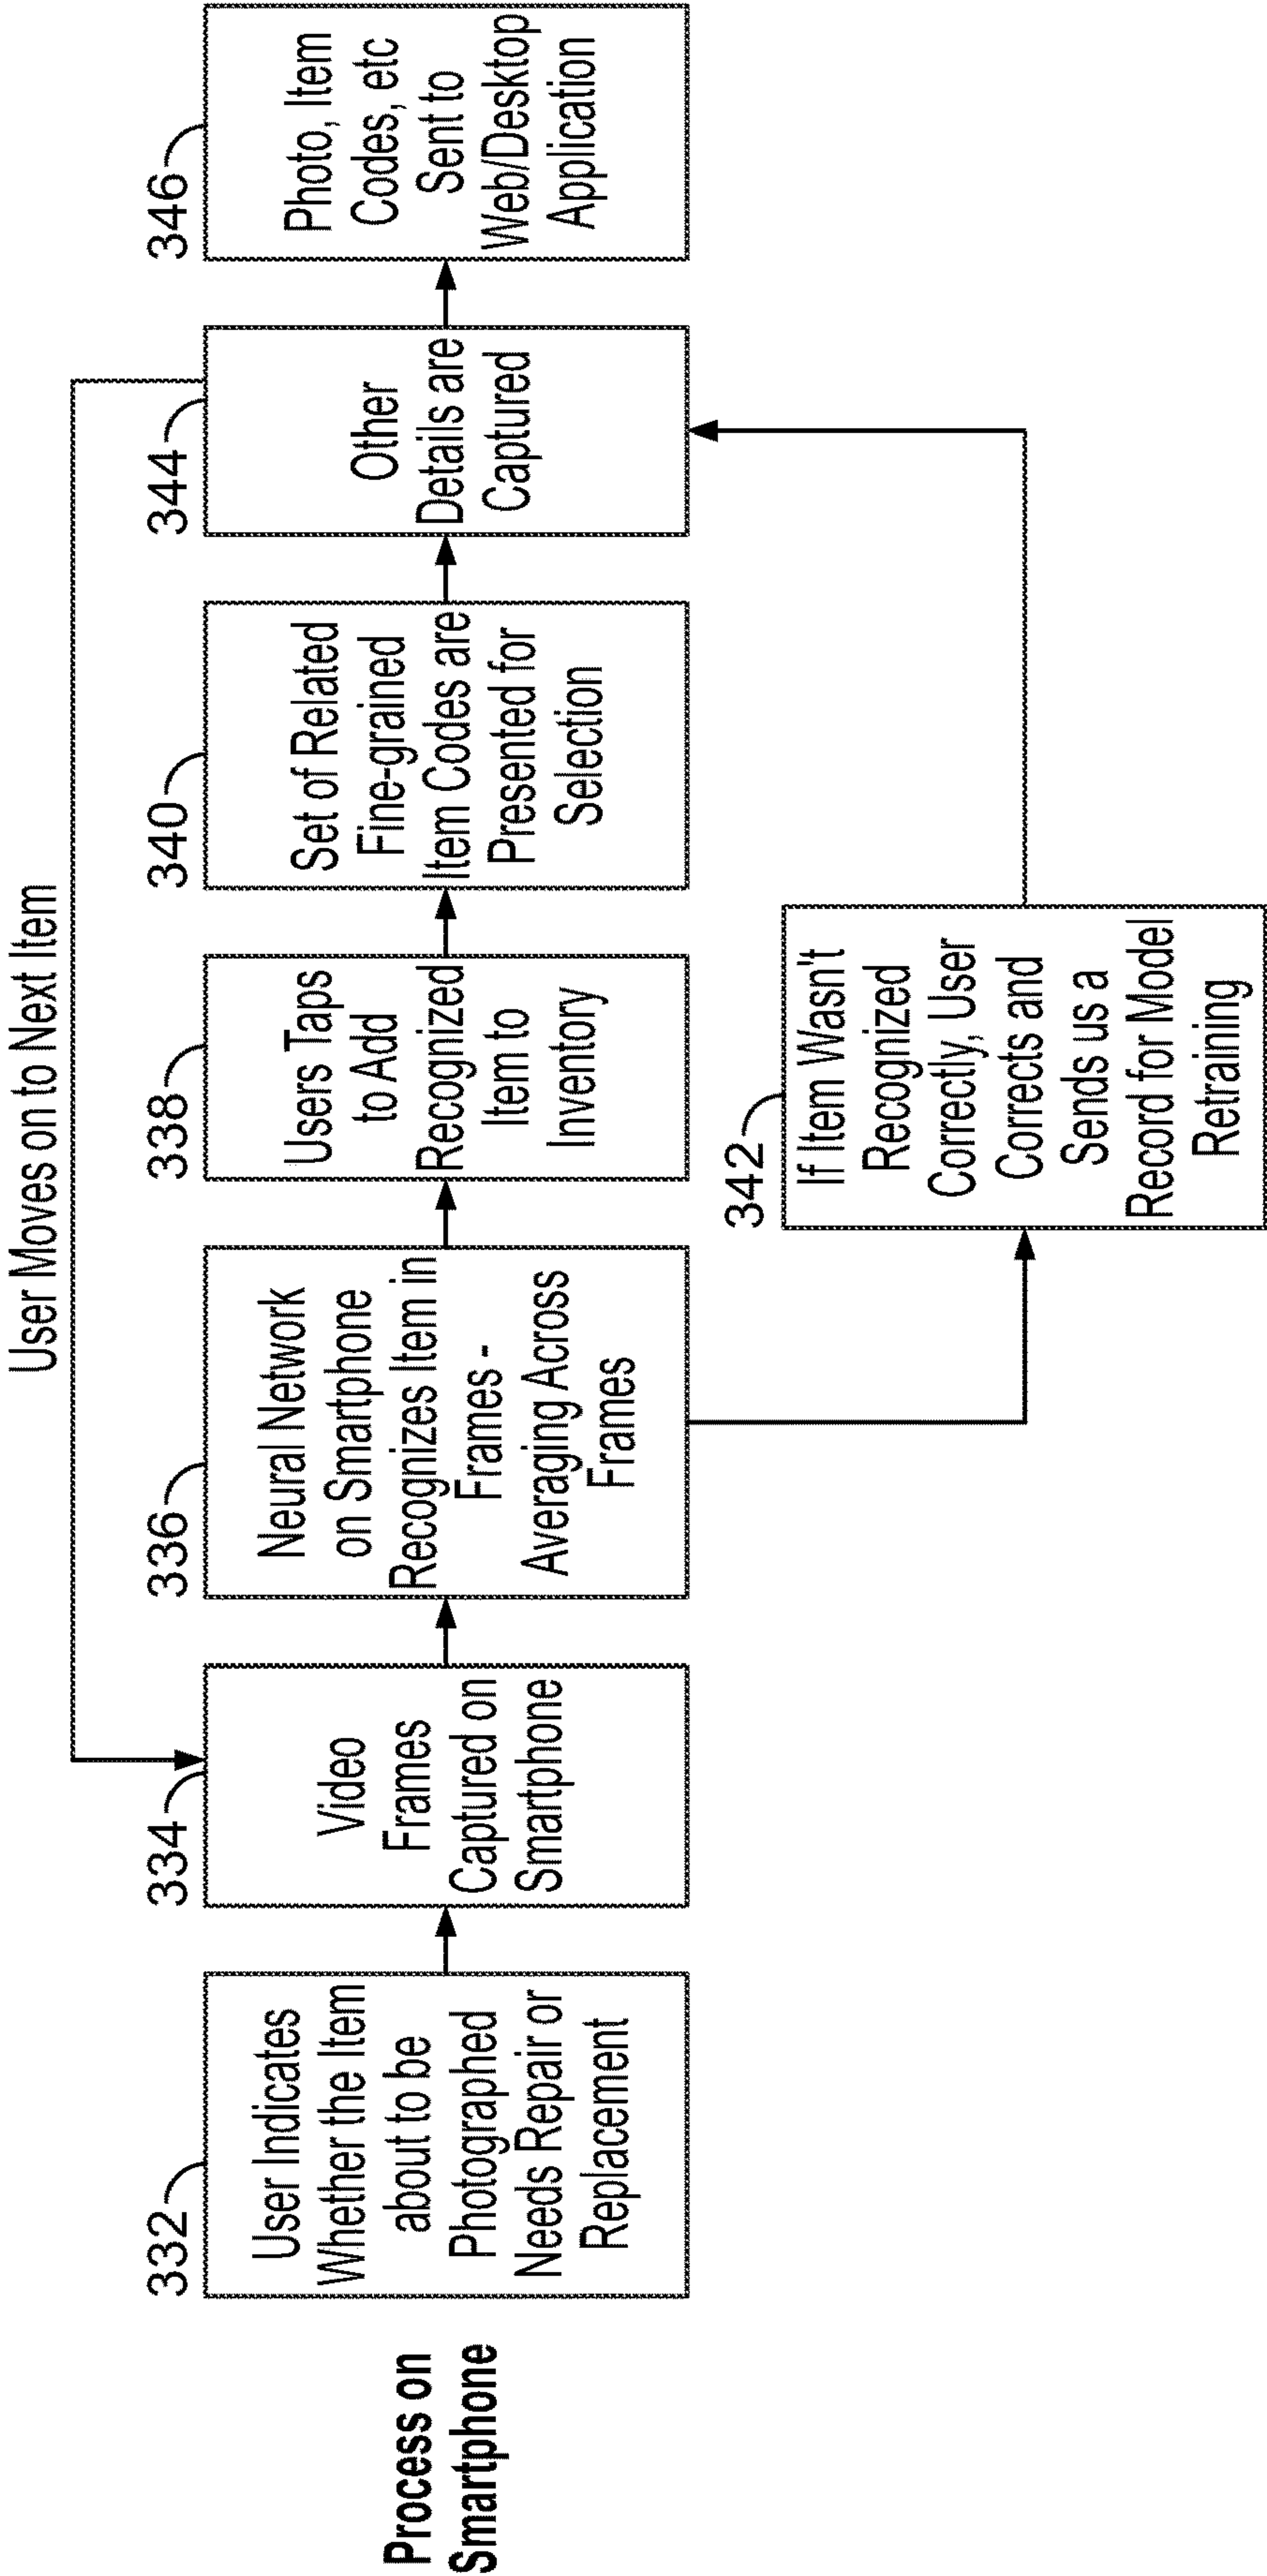 User Moves on to Next Item
Process on
Smartphone
332
User Indicates
Whether the Item
about to be
Photographed
Needs Repair or
Replacement
334
Video
Frames
Captured on
Smartphone
336
Neural Network
on Smartphone
Recognizes Item in
Frames -
Averaging Across
Frames
338
Users Taps
to Add
Recognized
Item to
Inventory
340
Set of Related
Fine-grained
Item Codes are
Presented for
Selection
344
Other
Details are
Captured
346
Photo, Item
Codes, etc
Sent to
Web/Desktop
Application
342
If Item Wasn't
Recognized
Correctly, User
Corrects and
Sends us a
Record for Model
Retraining